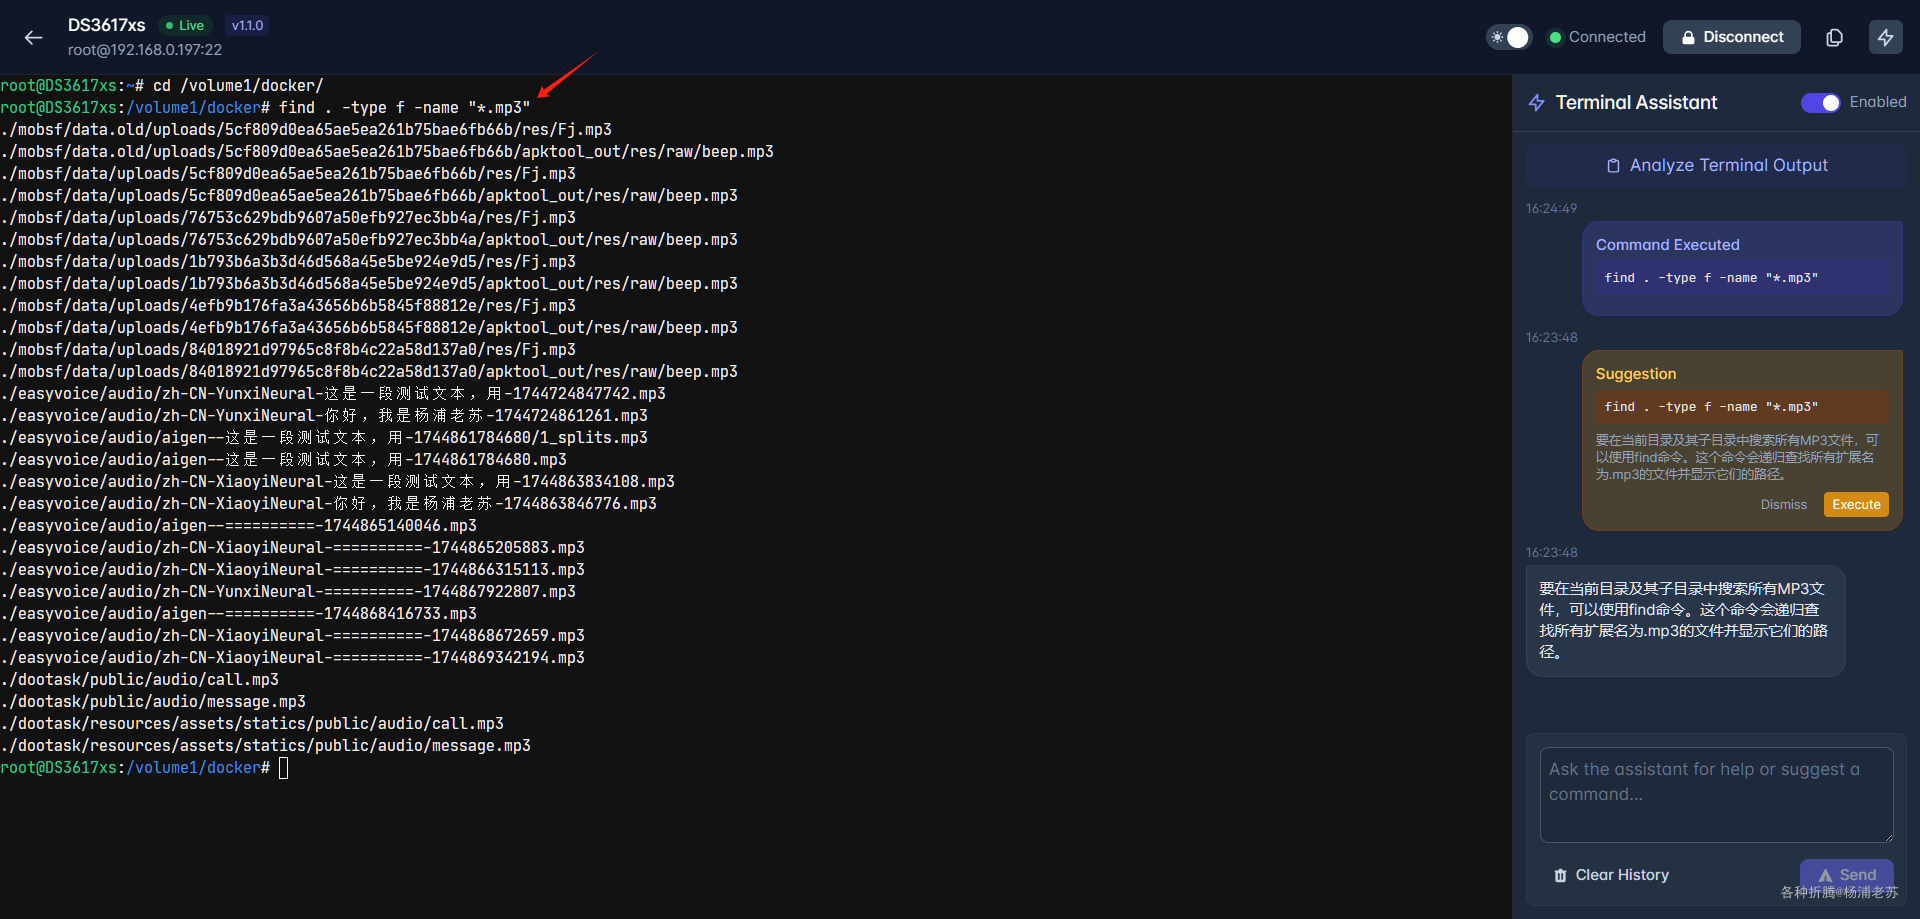 DS3617xs Live v1.1.0
root@192.168.0.197:22
Connected
Disconnect
root@DS3617xs:~# cd /volume1/docker/
root@DS3617xs:/volume1/docker# find . -type f -name "*.mp3"
./mobsf/data.old/uploads/5cf809d0ea65ae5ea261b75bae6fb66b/res/Fj.mp3
./mobsf/data.old/uploads/5cf809d0ea65ae5ea261b75bae6fb66b/apktool_out/res/raw/beep.mp3
./mobsf/data/uploads/5cf809d0ea65ae5ea261b75bae6fb66b/res/Fj.mp3
./mobsf/data/uploads/5cf809d0ea65ae5ea261b75bae6fb66b/apktool_out/res/raw/beep.mp3
./mobsf/data/uploads/76753c629bdb9607a50efb927ec3bb4a/res/Fj.mp3
./mobsf/data/uploads/76753c629bdb9607a50efb927ec3bb4a/apktool_out/res/raw/beep.mp3
./mobsf/data/uploads/1b793b6a3b3d46d568a45e5be924e9d5/res/Fj.mp3
./mobsf/data/uploads/1b793b6a3b3d46d568a45e5be924e9d5/apktool_out/res/raw/beep.mp3
./mobsf/data/uploads/4efb9b176fa3a43656b6b5845f88812e/res/Fj.mp3
./mobsf/data/uploads/4efb9b176fa3a43656b6b5845f88812e/apktool_out/res/raw/beep.mp3
./mobsf/data/uploads/84018921d97965c8f8b4c22a58d137a0/res/Fj.mp3
./mobsf/data/uploads/84018921d97965c8f8b4c22a58d137a0/apktool_out/res/raw/beep.mp3
./easyvoice/audio/zh-CN-YunxiNeural-这是一段测试文本，用-1744724847742.mp3
./easyvoice/audio/zh-CN-YunxiNeural-你好，我是杨浦老苏-1744724861261.mp3
./easyvoice/audio/aigen--这是一段测试文本，用-1744861784680/1_splits.mp3
./easyvoice/audio/aigen--这是一段测试文本，用-1744861784680.mp3
./easyvoice/audio/zh-CN-XiaoyiNeural-这是一段测试文本，用-1744863834108.mp3
./easyvoice/audio/zh-CN-XiaoyiNeural-你好，我是杨浦老苏-1744863846776.mp3
./easyvoice/audio/aigen--==========-1744865140046.mp3
./easyvoice/audio/zh-CN-XiaoyiNeural-==========-1744865205883.mp3
./easyvoice/audio/zh-CN-XiaoyiNeural-==========-1744866315113.mp3
./easyvoice/audio/zh-CN-YunxiNeural-==========-1744867922807.mp3
./easyvoice/audio/aigen--==========-1744868416733.mp3
./easyvoice/audio/zh-CN-XiaoyiNeural-==========-1744868672659.mp3
./easyvoice/audio/zh-CN-XiaoyiNeural-==========-1744869342194.mp3
./dootask/public/audio/call.mp3
./dootask/public/audio/message.mp3
./dootask/resources/assets/statics/public/audio/call.mp3
./dootask/resources/assets/statics/public/audio/message.mp3
root@DS3617xs:/volume1/docker#
Terminal Assistant
Enabled
Analyze Terminal Output
16:24:49
Command Executed
find . -type f -name "*.mp3"
16:23:48
Suggestion
find . -type f -name "*.mp3"
要在当前目录及其子目录中搜索所有MP3文件，可
以使用find命令。这个命令会递归查找所有扩展名
为.mp3的文件并显示它们的路径。
Dismiss
Execute
16:23:48
要在当前目录及其子目录中搜索所有MP3文
件，可以使用find命令。这个命令会递归查
找所有扩展名为.mp3的文件并显示它们的路
径。
Ask the assistant for help or suggest a
command...
Clear History
Send
各种折腾@杨浦老苏